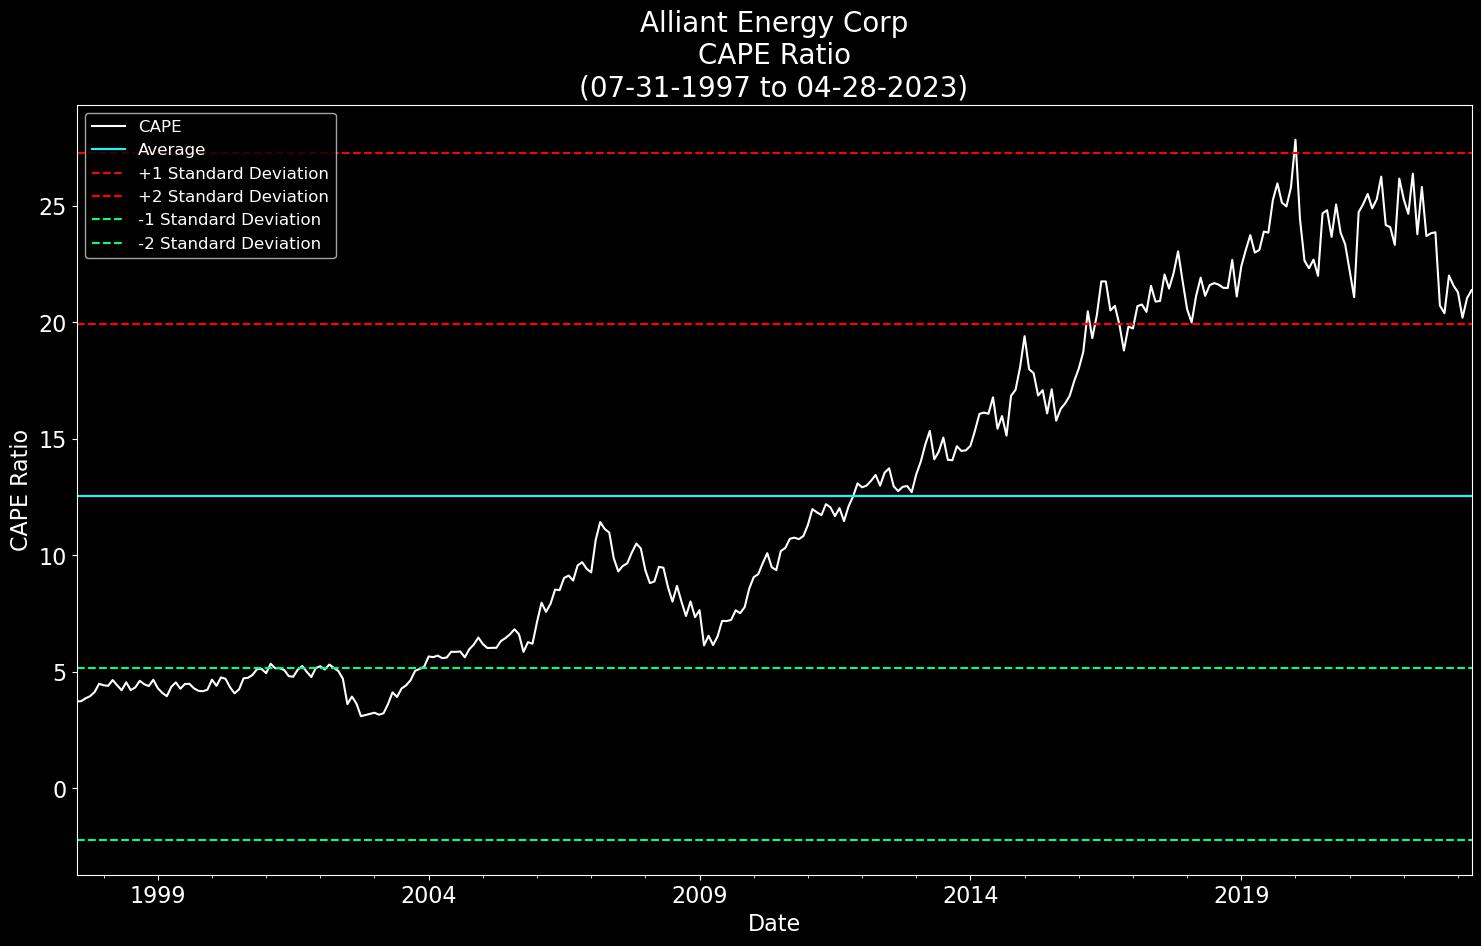 Alliant Energy Corp
CAPE Ratio
(07-31-1997 to 04-28-2023)
CAPE
Average
+1 Standard Deviation
+2 Standard Deviation
-1 Standard Deviation
-2 Standard Deviation
25
20
15
10
5
0
CAPE Ratio
1999
2004
2009
2014
2019
Date